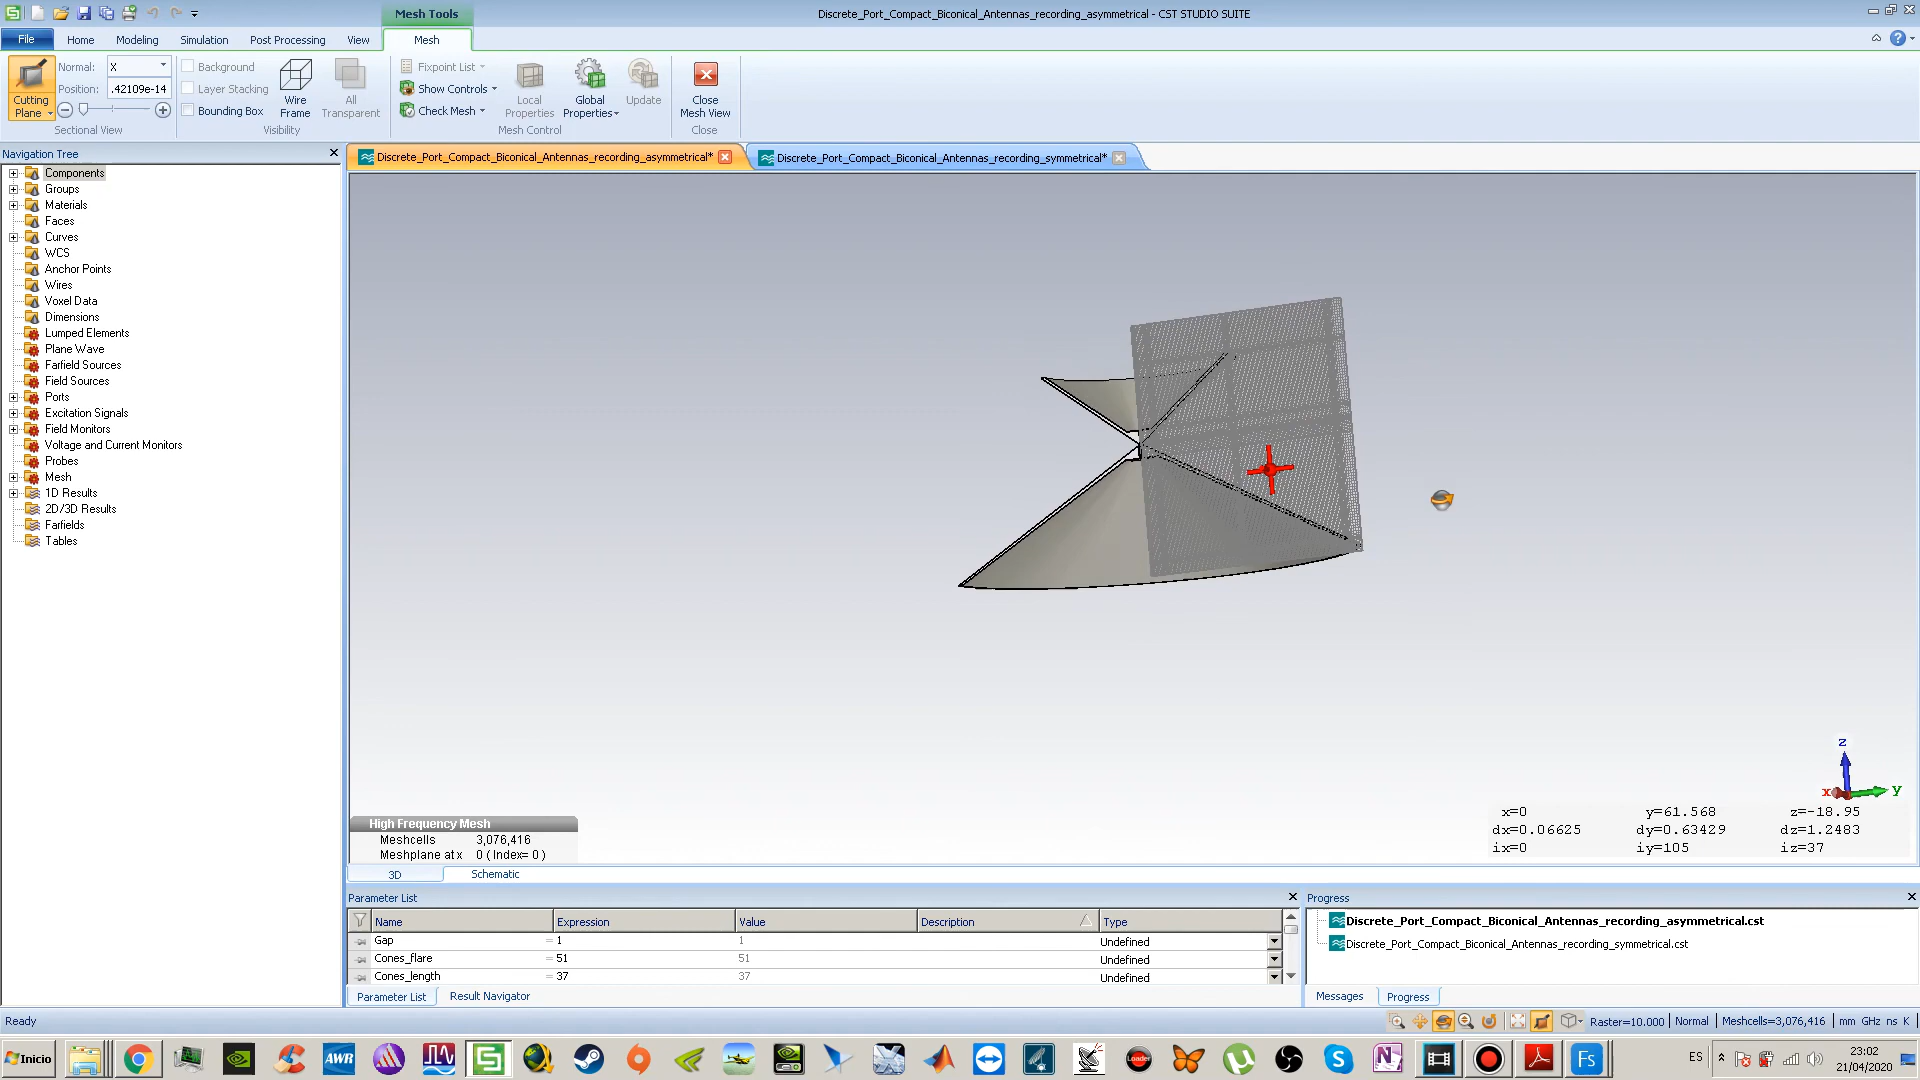 Mesh Tools
Discrete_Port_Compact_Biconical_Antennas_recording_asymmetrical - CST STUDIO SUITE
File
Home
Modeling
Simulation
Post Processing
View
Mesh
Normal:
X
Position:
.42109e-14
Cutting
Plane
Sectional View
Background
Layer Stacking
Bounding Box
Wire
Frame
All
Transparent
Visibility
Fixpoint List
Show Controls
Check Mesh
Local
Properties
Global
Properties
Update
Mesh Control
Close
Mesh View
Close
Navigation Tree
Components
Groups
Materials
Faces
Curves
WCS
Anchor Points
Wires
Voxel Data
Dimensions
Lumped Elements
Plane Wave
Farfield Sources
Field Sources
Ports
Excitation Signals
Field Monitors
Voltage and Current Monitors
Probes
Mesh
1D Results
2D/3D Results
Farfields
Tables
Discrete_Port_Compact_Biconical_Antennas_recording_asymmetrical*
Discrete_Port_Compact_Biconical_Antennas_recording_symmetrical*
z
x
y
x=0 y=61.568 z=-18.95
dx=0.06625 dy=0.63429 dz=1.2483
ix=0 iy=105 iz=37
High Frequency Mesh
Meshcells 3,076,416
Meshplane at x 0 ( Index= 0 )
3D
Schematic
Parameter List
Name Expression Value Description Type
Gap = 1 1 Undefined
Cones_flare = 51 51 Undefined
Cones_length = 37 37 Undefined
Parameter List
Result Navigator
Progress
Discrete_Port_Compact_Biconical_Antennas_recording_asymmetrical.cst
Discrete_Port_Compact_Biconical_Antennas_recording_symmetrical.cst
Messages
Progress
Ready
Raster=10.000
Normal
Meshcells=3,076,416
mm GHz ns K
Inicio
AWR
Loader
Fs
ES
23:02
21/04/2020